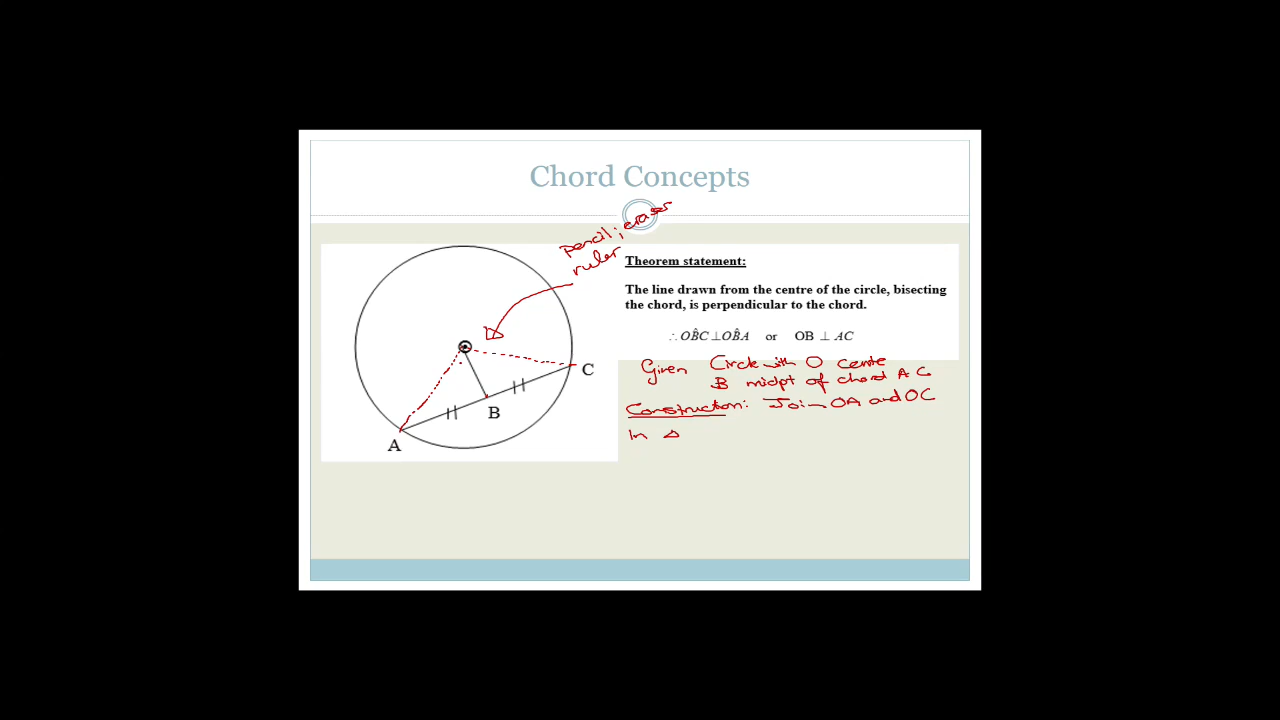 Chord Concepts
pencil; eraser
ruler
Theorem statement:
The line drawn from the centre of the circle, bisecting
the chord, is perpendicular to the chord.
∴ OB̂C ⊥ OB̂A or OB ⊥ AC
Given Circle with O centre
B midpt of chord AC
Construction: Join OA and OC
In Δ
C
B
A